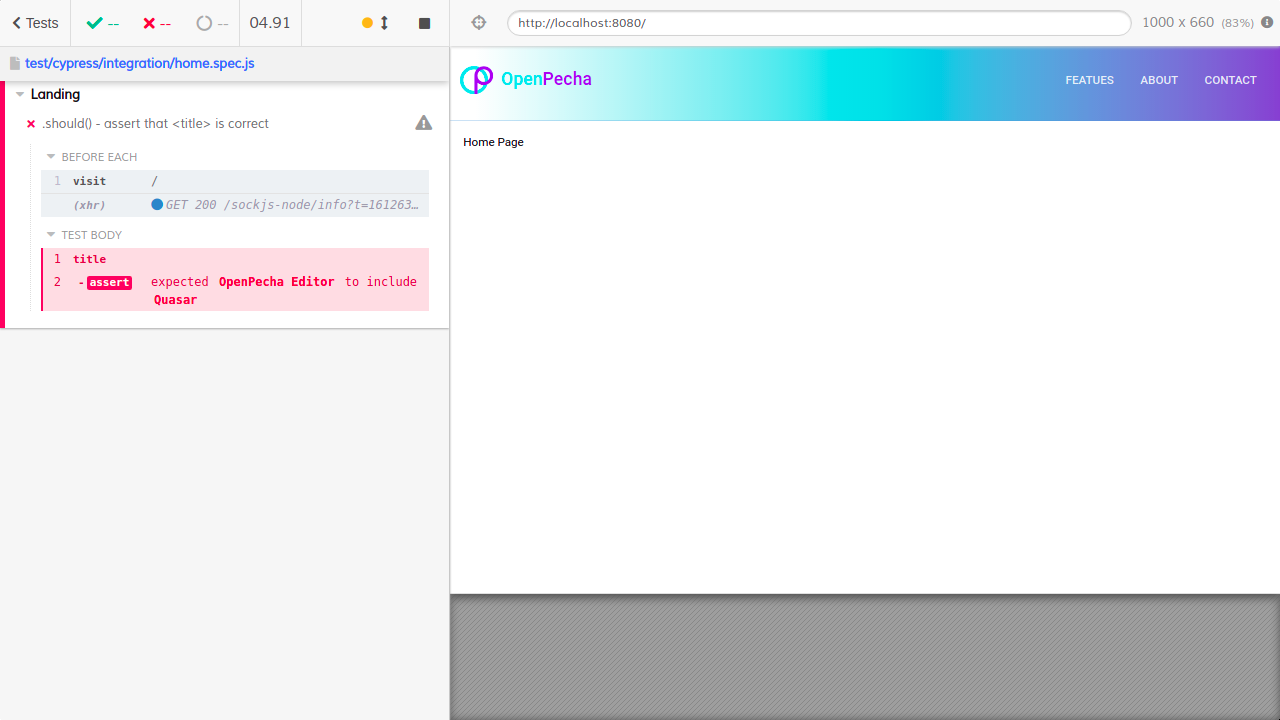 Tests -- -- -- 04.91
http://localhost:8080/ 1000 x 660 (83%)
test/cypress/integration/home.spec.js
Landing
.should() - assert that <title> is correct
BEFORE EACH
1 visit /
(xhr) GET 200 /sockjs-node/info?t=161263…
TEST BODY
1 title
2 - assert expected OpenPecha Editor to include
Quasar
OpenPecha FEATUES ABOUT CONTACT
Home Page